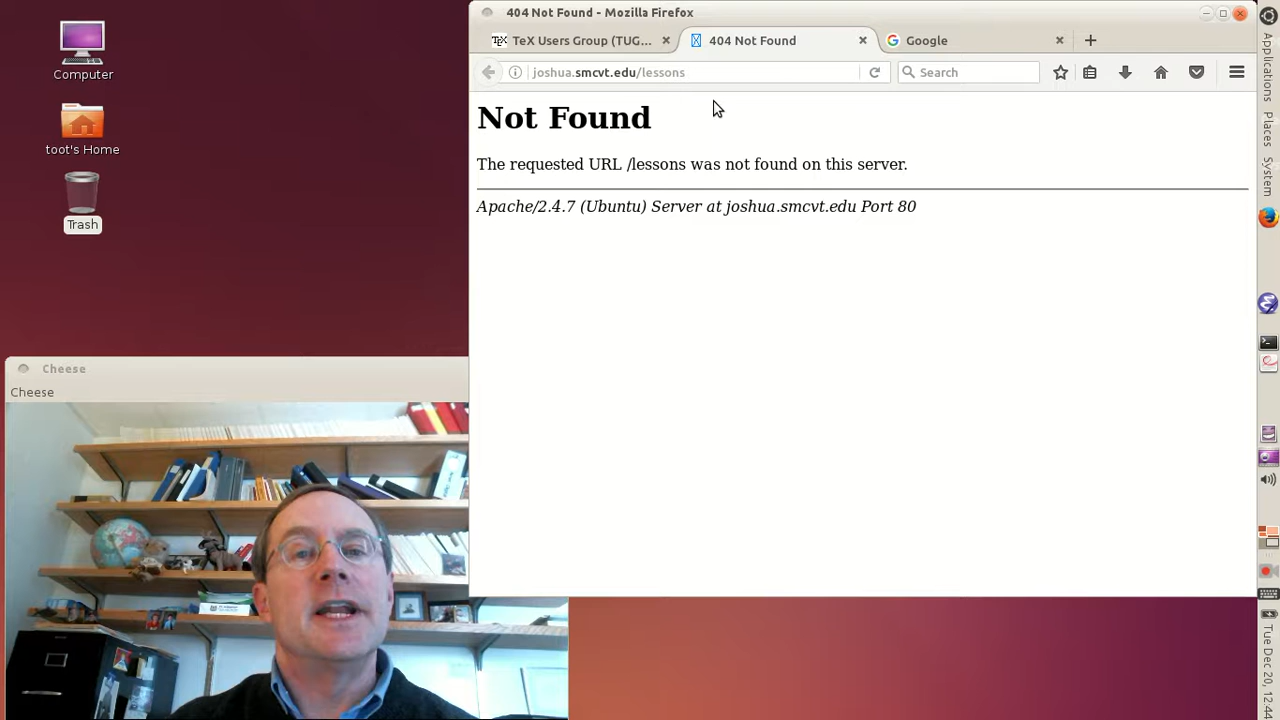 Computer
toot's Home
Trash
404 Not Found - Mozilla Firefox
TeX Users Group (TUG...
404 Not Found
Google
joshua.smcvt.edu/lessons
Search
Not Found
The requested URL /lessons was not found on this server.
Apache/2.4.7 (Ubuntu) Server at joshua.smcvt.edu Port 80
Cheese
Cheese
Applications
Places
System
Tue Dec 20, 12:44